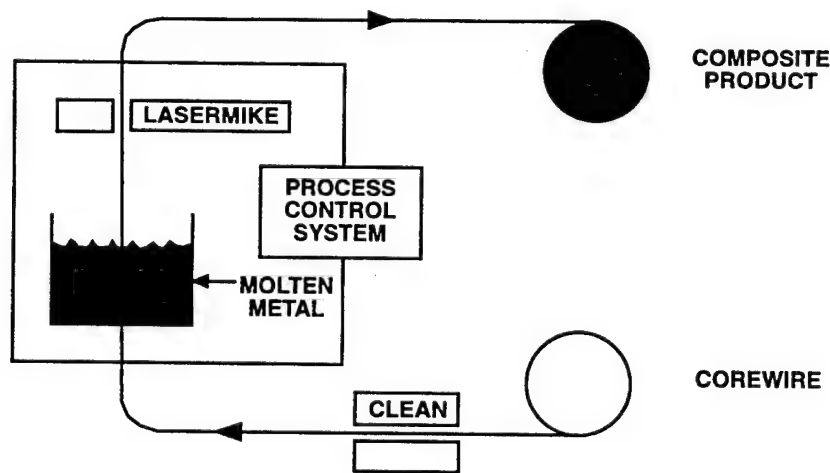 COMPOSITE
PRODUCT
LASERMIKE
PROCESS
CONTROL
SYSTEM
MOLTEN
METAL
COREWIRE
CLEAN